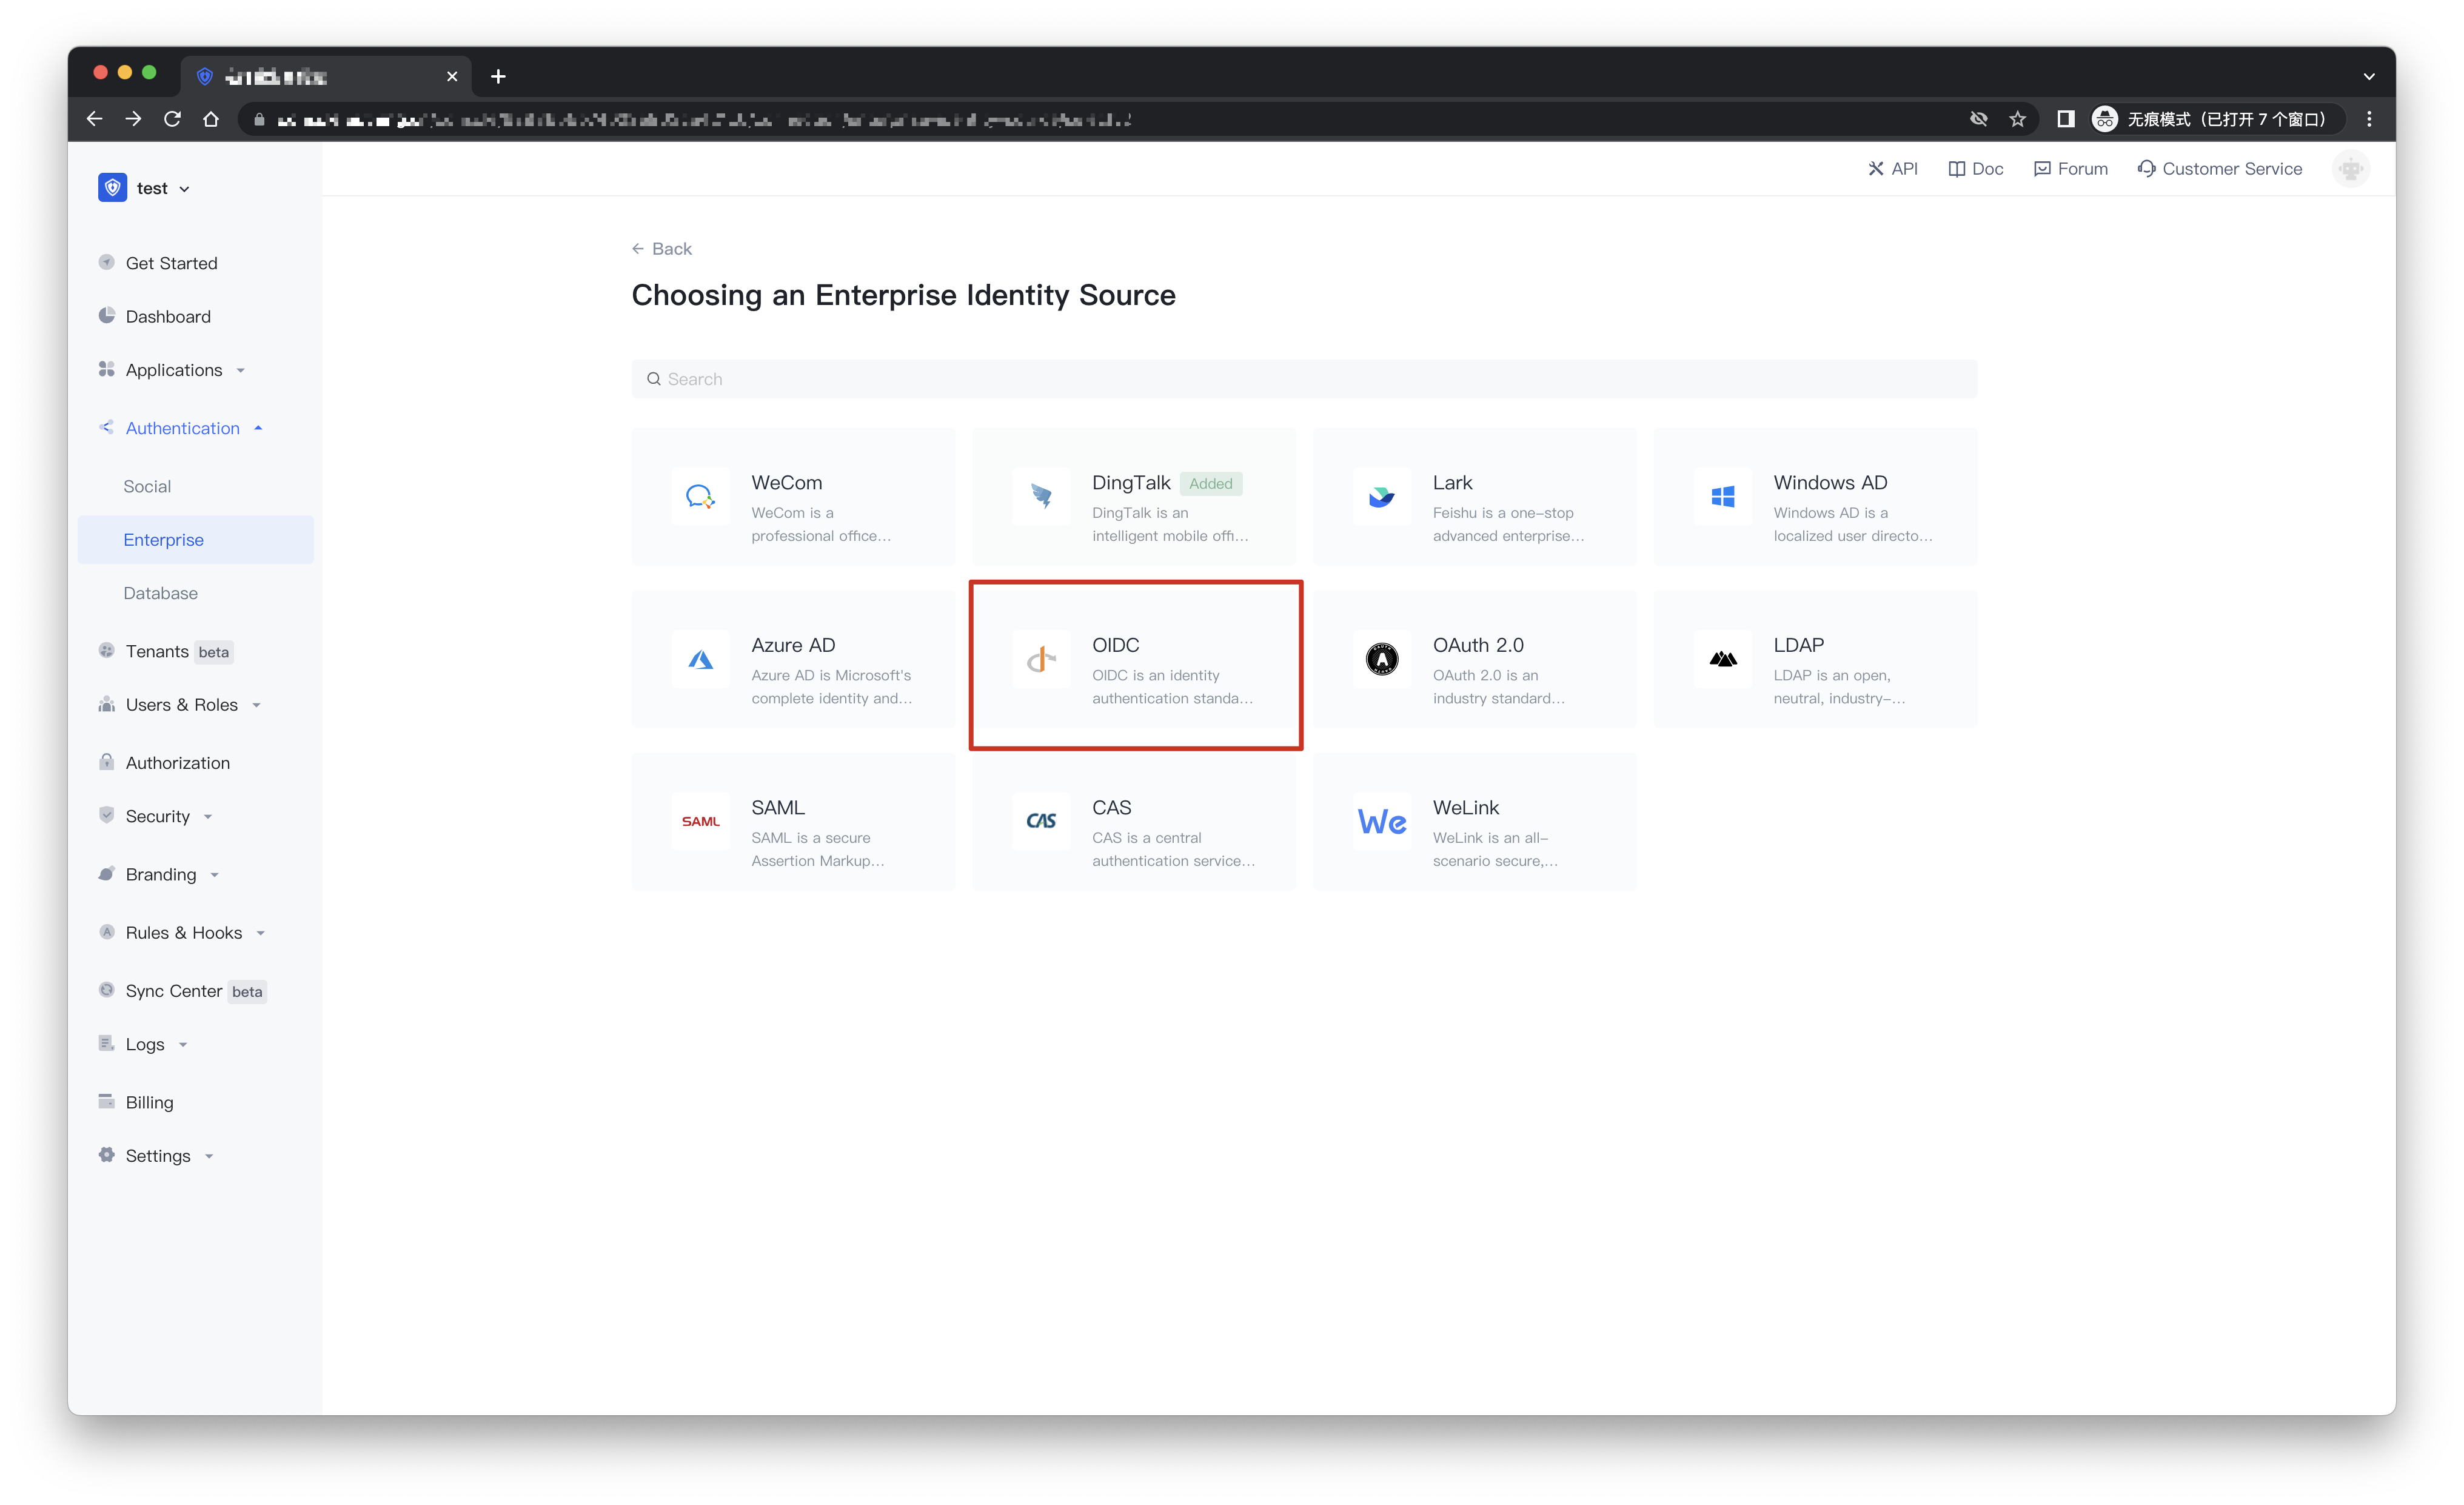 无痕模式（已打开 7 个窗口）
test
API
Doc
Forum
Customer Service
Get Started
Dashboard
Applications
Authentication
Social
Enterprise
Database
Tenants beta
Users & Roles
Authorization
Security
Branding
Rules & Hooks
Sync Center beta
Logs
Billing
Settings
Back
Choosing an Enterprise Identity Source
Search
WeCom
WeCom is a
professional office...
DingTalk Added
DingTalk is an
intelligent mobile offi...
Lark
Feishu is a one-stop
advanced enterprise...
Windows AD
Windows AD is a
localized user directo...
Azure AD
Azure AD is Microsoft's
complete identity and...
OIDC
OIDC is an identity
authentication standa...
OAuth 2.0
OAuth 2.0 is an
industry standard...
LDAP
LDAP is an open,
neutral, industry-...
SAML
SAML
SAML is a secure
Assertion Markup...
CAS
CAS
CAS is a central
authentication service...
We
WeLink
WeLink is an all-
scenario secure,...